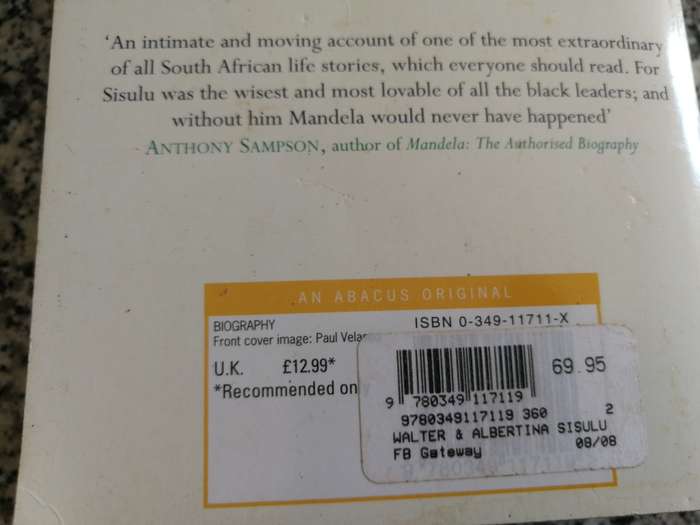 'An intimate and moving account of one of the most extraordinary
of all South African life stories, which everyone should read. For
Sisulu was the wisest and most lovable of all the black leaders; and
without him Mandela would never have happened'
ANTHONY SAMPSON, author of Mandela: The Authorised Biography
AN ABACUS ORIGINAL
BIOGRAPHY
ISBN 0-349-11711-X
Front cover image: Paul
U.K. £12.99*
*Recommended
69.95
9 780349 117119
9780349117119 360 2
WALTER & ALBERTINA SISULU
FB Gateway 08/08